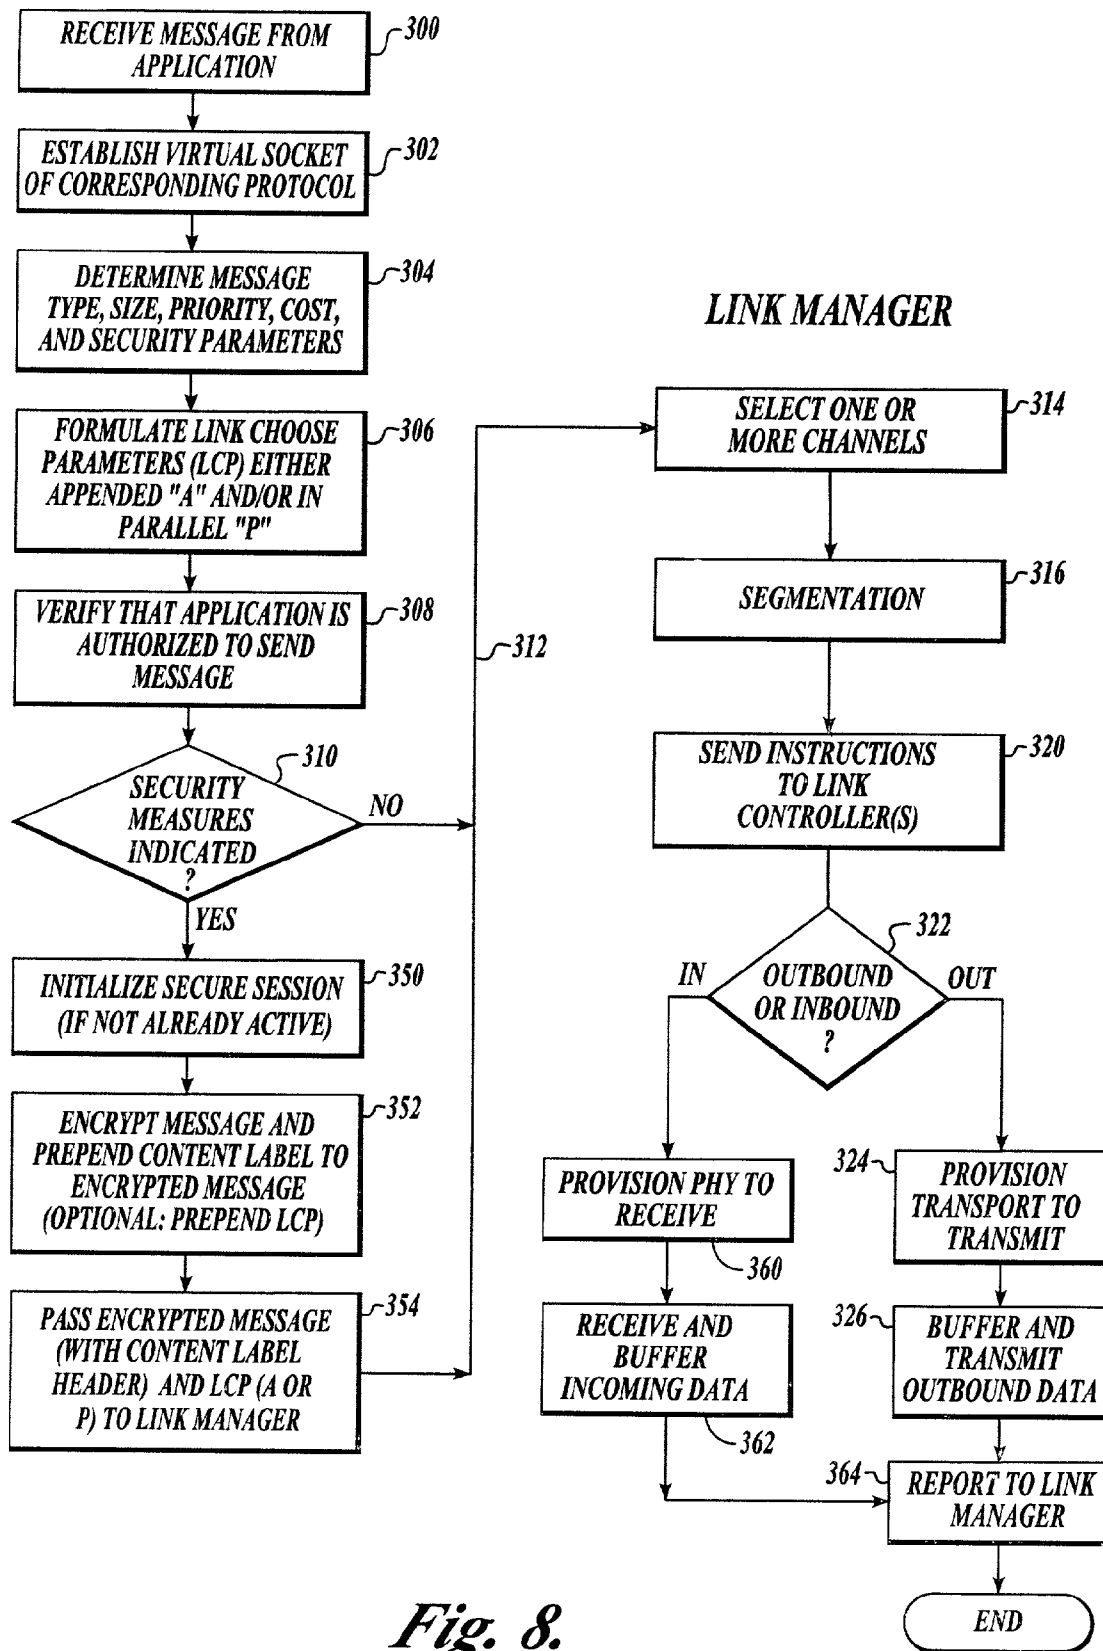 RECEIVE MESSAGE FROM
APPLICATION
300
ESTABLISH VIRTUAL SOCKET
OF CORRESPONDING PROTOCOL
302
DETERMINE MESSAGE
TYPE, SIZE, PRIORITY, COST,
AND SECURITY PARAMETERS
304
FORMULATE LINK CHOOSE
PARAMETERS (LCP) EITHER
APPENDED "A" AND/OR IN
PARALLEL "P"
306
VERIFY THAT APPLICATION IS
AUTHORIZED TO SEND
MESSAGE
308
310
SECURITY
MEASURES
INDICATED
?
NO
YES
312
INITIALIZE SECURE SESSION
(IF NOT ALREADY ACTIVE)
350
ENCRYPT MESSAGE AND
PREPEND CONTENT LABEL TO
ENCRYPTED MESSAGE
(OPTIONAL: PREPEND LCP)
352
PASS ENCRYPTED MESSAGE
(WITH CONTENT LABEL
HEADER) AND LCP (A OR
P) TO LINK MANAGER
354
LINK MANAGER
SELECT ONE OR
MORE CHANNELS
314
SEGMENTATION
316
SEND INSTRUCTIONS
TO LINK
CONTROLLER(S)
320
322
OUTBOUND
OR INBOUND
?
IN
OUT
PROVISION PHY TO
RECEIVE
360
RECEIVE AND
BUFFER
INCOMING DATA
362
324
PROVISION
TRANSPORT TO
TRANSMIT
326
BUFFER AND
TRANSMIT
OUTBOUND DATA
364
REPORT TO LINK
MANAGER
END
Fig. 8.